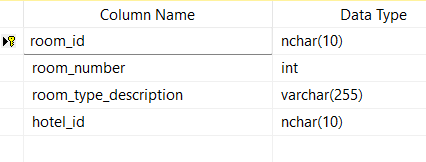 Column Name Data Type
room_id nchar(10)
room_number int
room_type_description varchar(255)
hotel_id nchar(10)